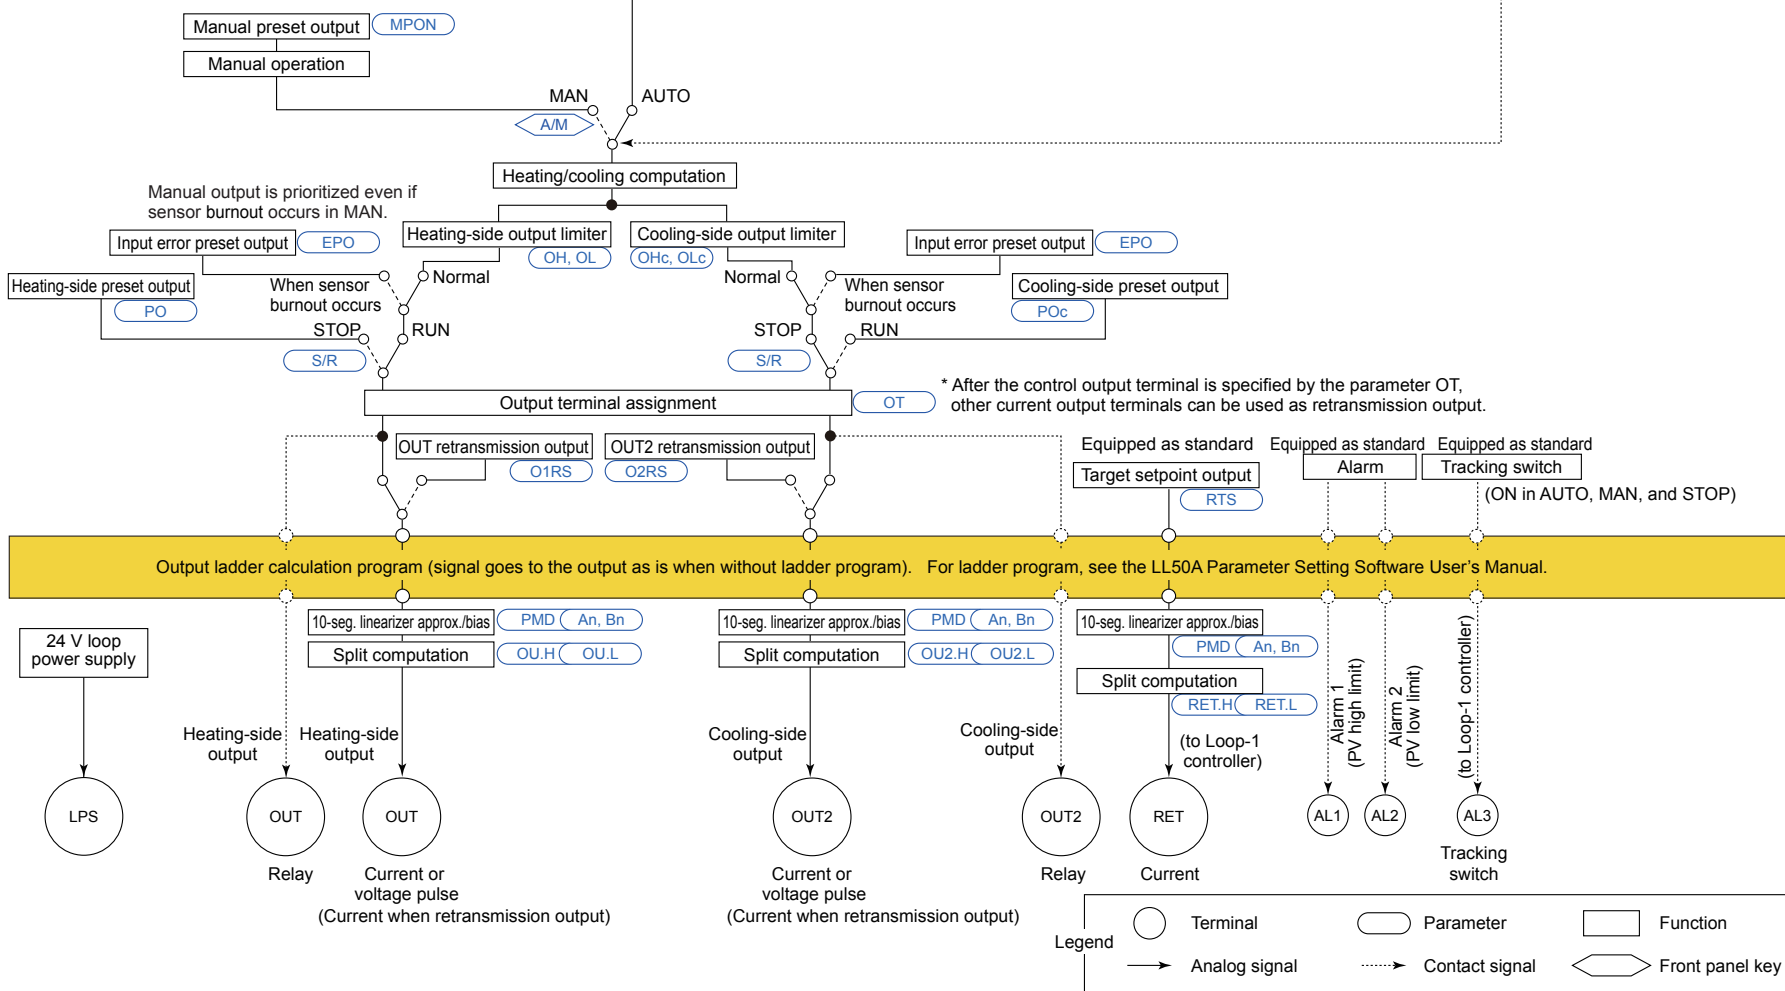 Manual preset output
MPON
Manual operation
MAN
AUTO
A/M
Heating/cooling computation
Manual output is prioritized even if
sensor burnout occurs in MAN.
Input error preset output
EPO
Heating-side output limiter
OH, OL
Cooling-side output limiter
OHc, OLc
Input error preset output
EPO
Heating-side preset output
PO
When sensor
burnout occurs
Normal
Normal
When sensor
burnout occurs
Cooling-side preset output
POc
STOP
RUN
S/R
STOP
RUN
S/R
Output terminal assignment
OT
* After the control output terminal is specified by the parameter OT,
other current output terminals can be used as retransmission output.
OUT retransmission output
O1RS
OUT2 retransmission output
O2RS
Equipped as standard
Target setpoint output
RTS
Equipped as standard
Alarm
Equipped as standard
Tracking switch
(ON in AUTO, MAN, and STOP)
Output ladder calculation program (signal goes to the output as is when without ladder program). For ladder program, see the LL50A Parameter Setting Software User's Manual.
24 V loop
power supply
10-seg. linearizer approx./bias
PMD
An, Bn
Split computation
OU.H
OU.L
10-seg. linearizer approx./bias
PMD
An, Bn
Split computation
OU2.H
OU2.L
10-seg. linearizer approx./bias
PMD
An, Bn
Split computation
RET.H
RET.L
Heating-side
output
Heating-side
output
Cooling-side
output
Cooling-side
output
(to Loop-1
controller)
Alarm 1
(PV high limit)
Alarm 2
(PV low limit)
(to Loop-1 controller)
LPS
OUT
OUT
OUT2
OUT2
RET
AL1
AL2
AL3
Relay
Current or
voltage pulse
(Current when retransmission output)
Current or
voltage pulse
(Current when retransmission output)
Relay
Current
Tracking
switch
Legend
Terminal
Parameter
Function
Analog signal
Contact signal
Front panel key